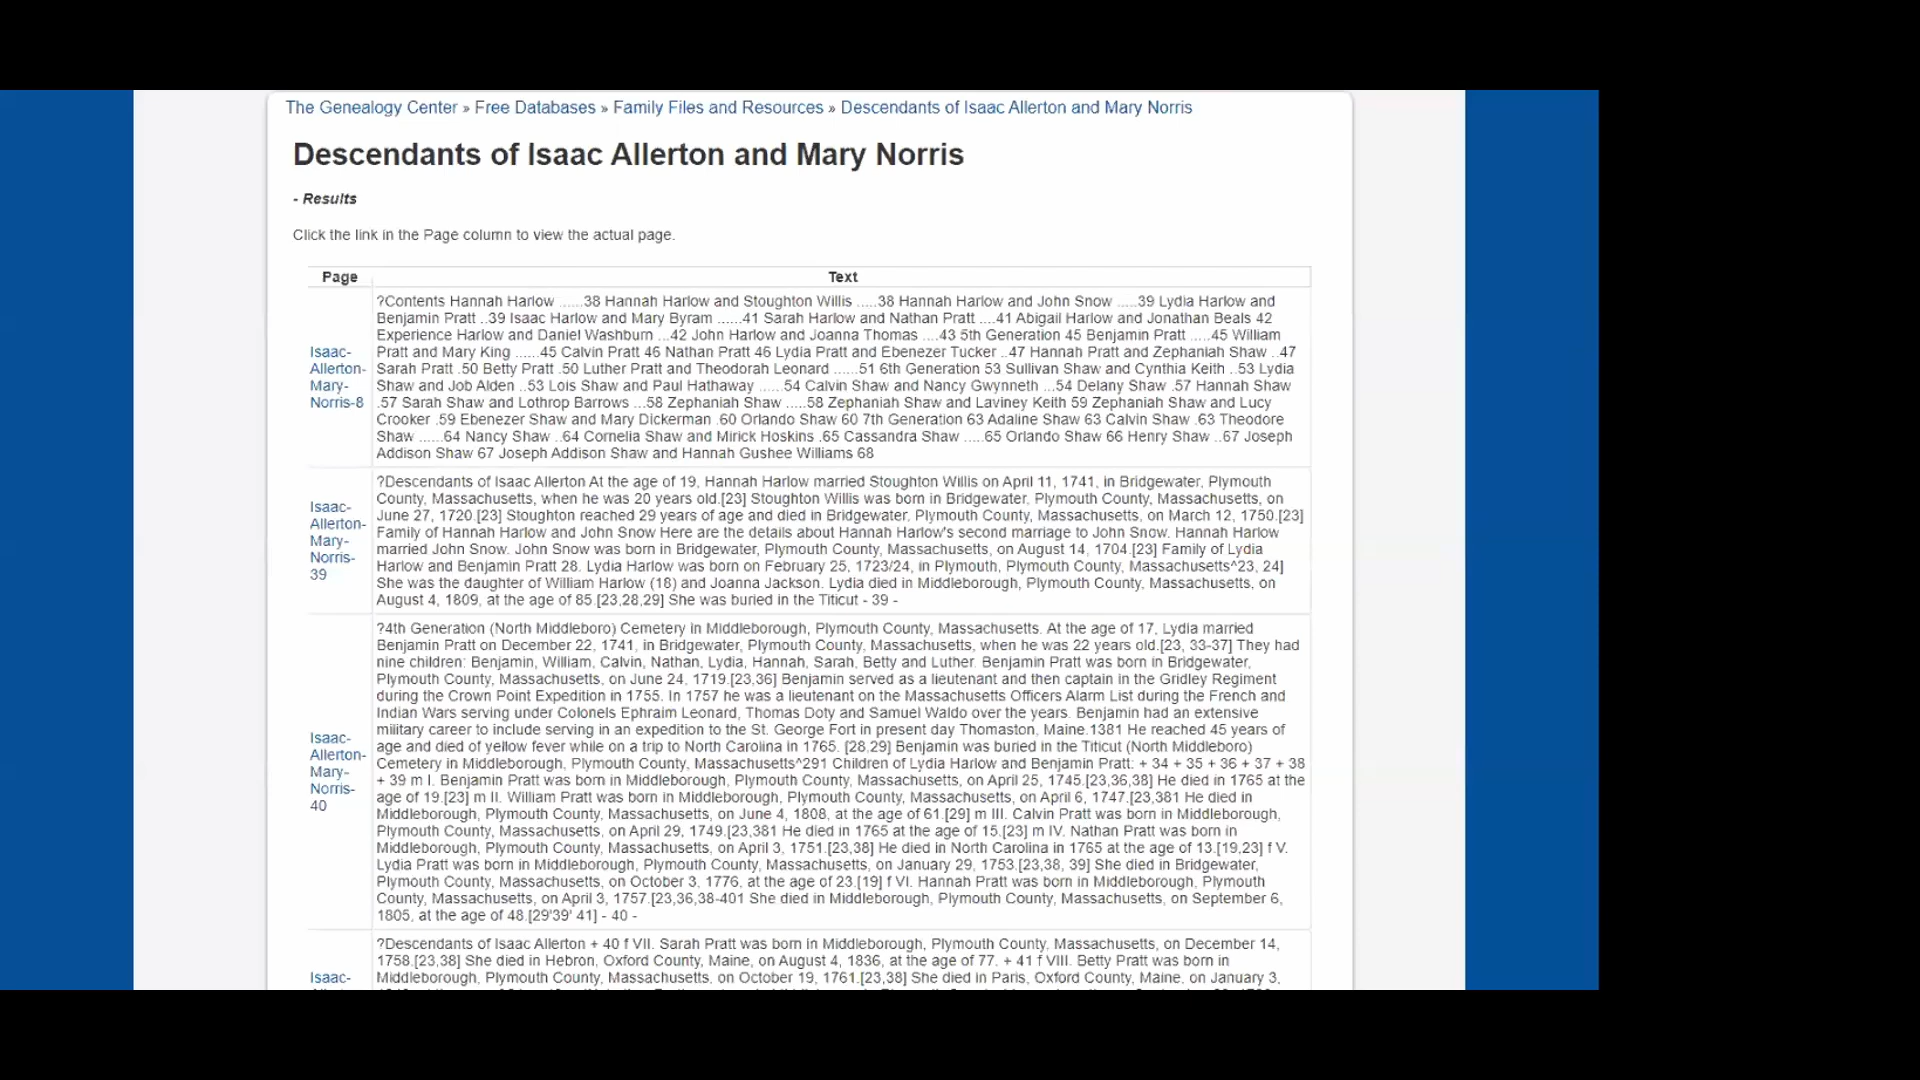 The Genealogy Center » Free Databases » Family Files and Resources » Descendants of Isaac Allerton and Mary Norris
Descendants of Isaac Allerton and Mary Norris
- Results
Click the link in the Page column to view the actual page.
Page Text
Isaac-
Allerton-
Mary-
Norris-8
?Contents Hannah Harlow ......38 Hannah Harlow and Stoughton Willis .....38 Hannah Harlow and John Snow .....39 Lydia Harlow and
Benjamin Pratt ..39 Isaac Harlow and Mary Byram ......41 Sarah Harlow and Nathan Pratt ....41 Abigail Harlow and Jonathan Beals 42
Experience Harlow and Daniel Washburn ...42 John Harlow and Joanna Thomas ....43 5th Generation 45 Benjamin Pratt .....45 William
Pratt and Mary King ......45 Calvin Pratt 46 Nathan Pratt 46 Lydia Pratt and Ebenezer Tucker ..47 Hannah Pratt and Zephaniah Shaw ..47
Sarah Pratt .50 Betty Pratt .50 Luther Pratt and Theodorah Leonard ......51 6th Generation 53 Sullivan Shaw and Cynthia Keith ..53 Lydia
Shaw and Job Alden ..53 Lois Shaw and Paul Hathaway ......54 Calvin Shaw and Nancy Gwynneth ...54 Delany Shaw .57 Hannah Shaw
.57 Sarah Shaw and Lothrop Barrows ...58 Zephaniah Shaw .....58 Zephaniah Shaw and Laviney Keith 59 Zephaniah Shaw and Lucy
Crooker .59 Ebenezer Shaw and Mary Dickerman .60 Orlando Shaw 60 7th Generation 63 Adaline Shaw 63 Calvin Shaw .63 Theodore
Shaw ......64 Nancy Shaw ..64 Cornelia Shaw and Mirick Hoskins .65 Cassandra Shaw .....65 Orlando Shaw 66 Henry Shaw ..67 Joseph
Addison Shaw 67 Joseph Addison Shaw and Hannah Gushee Williams 68
Isaac-
Allerton-
Mary-
Norris-
39
?Descendants of Isaac Allerton At the age of 19, Hannah Harlow married Stoughton Willis on April 11, 1741, in Bridgewater, Plymouth
County, Massachusetts, when he was 20 years old.[23] Stoughton Willis was born in Bridgewater, Plymouth County, Massachusetts, on
June 27, 1720.[23] Stoughton reached 29 years of age and died in Bridgewater, Plymouth County, Massachusetts, on March 12, 1750.[23]
Family of Hannah Harlow and John Snow Here are the details about Hannah Harlow's second marriage to John Snow. Hannah Harlow
married John Snow. John Snow was born in Bridgewater, Plymouth County, Massachusetts, on August 14, 1704.[23] Family of Lydia
Harlow and Benjamin Pratt 28. Lydia Harlow was born on February 25, 1723/24, in Plymouth, Plymouth County, Massachusetts^23, 24]
She was the daughter of William Harlow (18) and Joanna Jackson. Lydia died in Middleborough, Plymouth County, Massachusetts, on
August 4, 1809, at the age of 85.[23,28,29] She was buried in the Titicut - 39 -
Isaac-
Allerton-
Mary-
Norris-
40
?4th Generation (North Middleboro) Cemetery in Middleborough, Plymouth County, Massachusetts. At the age of 17, Lydia married
Benjamin Pratt on December 22, 1741, in Bridgewater, Plymouth County, Massachusetts, when he was 22 years old.[23, 33-37] They had
nine children: Benjamin, William, Calvin, Nathan, Lydia, Hannah, Sarah, Betty and Luther. Benjamin Pratt was born in Bridgewater,
Plymouth County, Massachusetts, on June 24, 1719.[23,36] Benjamin served as a lieutenant and then captain in the Gridley Regiment
during the Crown Point Expedition in 1755. In 1757 he was a lieutenant on the Massachusetts Officers Alarm List during the French and
Indian Wars serving under Colonels Ephraim Leonard, Thomas Doty and Samuel Waldo over the years. Benjamin had an extensive
military career to include serving in an expedition to the St. George Fort in present day Thomaston, Maine.1381 He reached 45 years of
age and died of yellow fever while on a trip to North Carolina in 1765. [28,29] Benjamin was buried in the Titicut (North Middleboro)
Cemetery in Middleborough, Plymouth County, Massachusetts^291 Children of Lydia Harlow and Benjamin Pratt: + 34 + 35 + 36 + 37 + 38
+ 39 m I. Benjamin Pratt was born in Middleborough, Plymouth County, Massachusetts, on April 25, 1745.[23,36,38] He died in 1765 at the
age of 19.[23] m II. William Pratt was born in Middleborough, Plymouth County, Massachusetts, on April 6, 1747.[23,381 He died in
Middleborough, Plymouth County, Massachusetts, on June 4, 1808, at the age of 61.[29] m III. Calvin Pratt was born in Middleborough,
Plymouth County, Massachusetts, on April 29, 1749.[23,381 He died in 1765 at the age of 15.[23] m IV. Nathan Pratt was born in
Middleborough, Plymouth County, Massachusetts, on April 3, 1751.[23,38] He died in North Carolina in 1765 at the age of 13.[19,23] f V.
Lydia Pratt was born in Middleborough, Plymouth County, Massachusetts, on January 29, 1753.[23,38, 39] She died in Bridgewater,
Plymouth County, Massachusetts, on October 3, 1776, at the age of 23.[19] f VI. Hannah Pratt was born in Middleborough, Plymouth
County, Massachusetts, on April 3, 1757.[23,36,38-401 She died in Middleborough, Plymouth County, Massachusetts, on September 6,
1805, at the age of 48.[29'39' 41] - 40 -
Isaac-
?Descendants of Isaac Allerton + 40 f VII. Sarah Pratt was born in Middleborough, Plymouth County, Massachusetts, on December 14,
1758.[23,38] She died in Hebron, Oxford County, Maine, on August 4, 1836, at the age of 77. + 41 f VIII. Betty Pratt was born in
Middleborough, Plymouth County, Massachusetts, on October 19, 1761.[23,38] She died in Paris, Oxford County, Maine, on January 3,